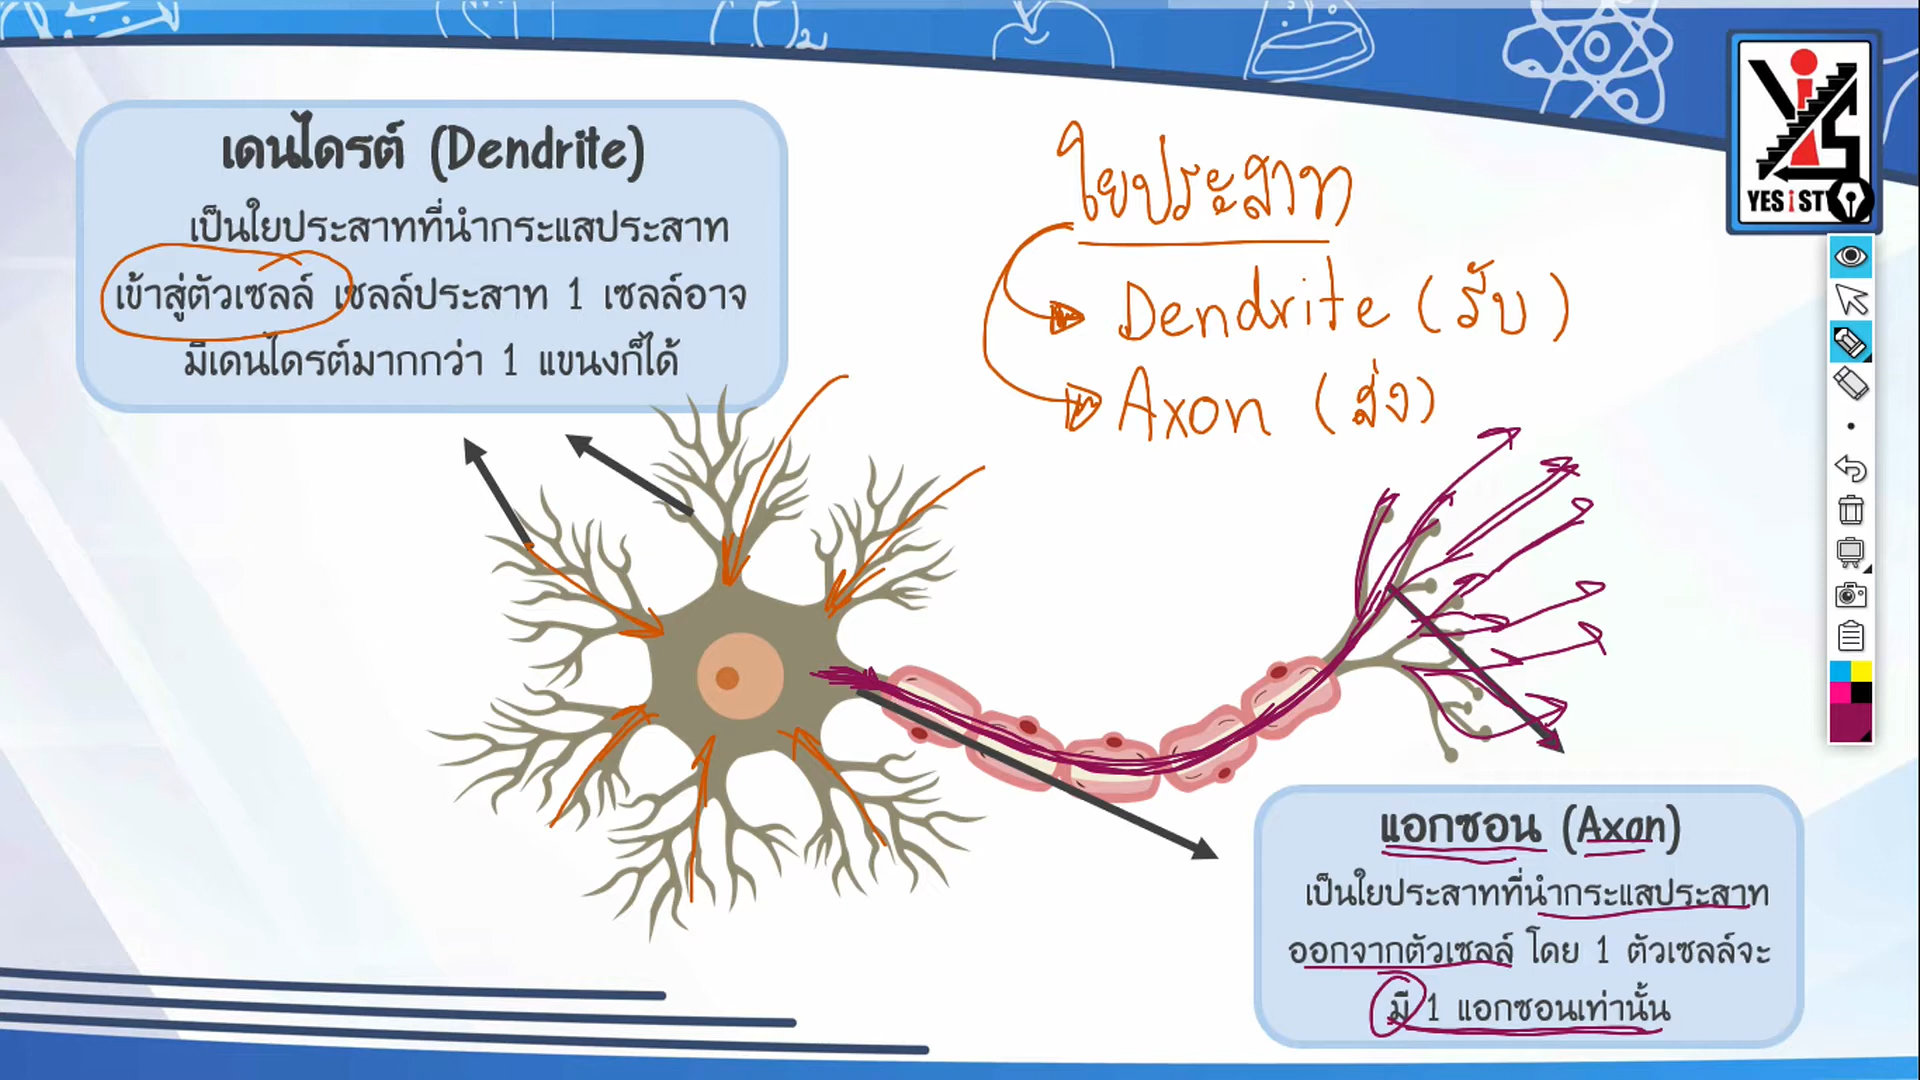 เดนไดรต์ (Dendrite)
เป็นใยประสาทที่นำกระแสประสาท
เข้าสู่ตัวเซลล์ เซลล์ประสาท 1 เซลล์อาจ
มีเดนไดรต์มากกว่า 1 แขนงก็ได้
ใยประสาท
Dendrite (รับ)
Axon (ส่ง)
YESiST
แอกซอน (Axon)
เป็นใยประสาทที่นำกระแสประสาท
ออกจากตัวเซลล์ โดย 1 ตัวเซลล์จะ
มี 1 แอกซอนเท่านั้น